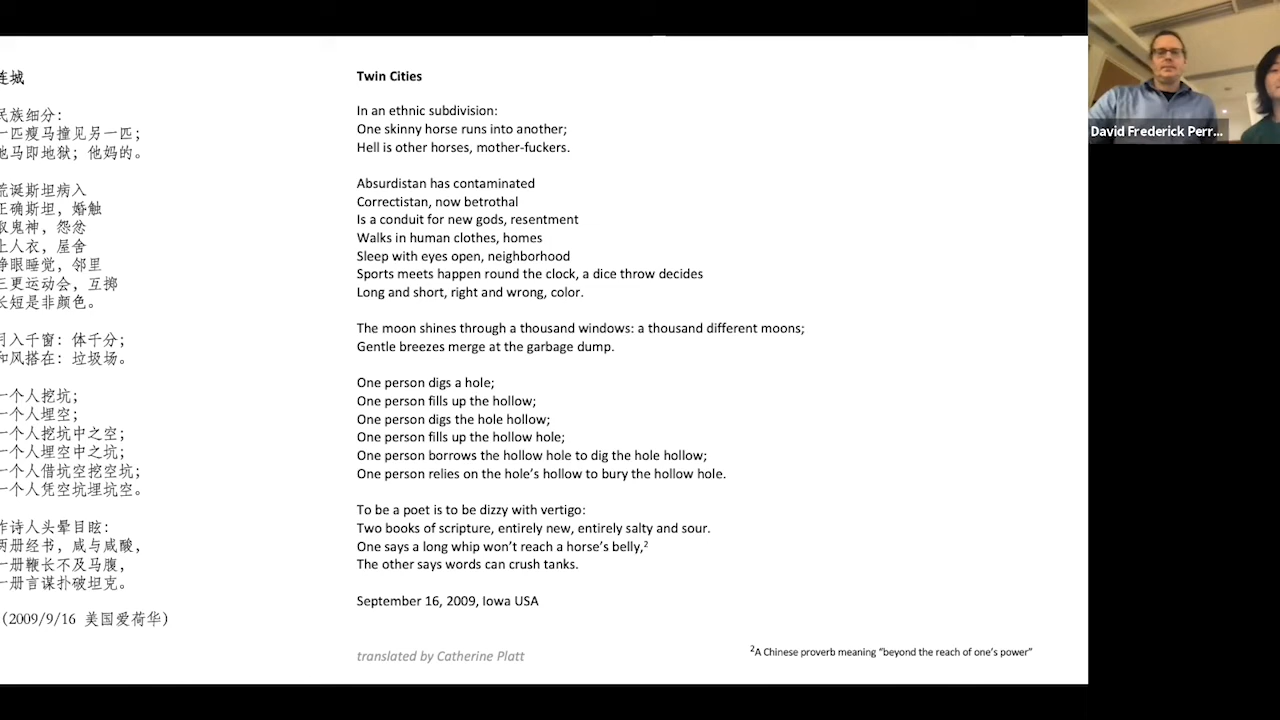 连城
民族细分：
一匹瘦马撞见另一匹；
他马即地狱；他妈的。
荒诞斯坦病入
正确斯坦，婚触
取鬼神，怨忿
上人衣，屋舍
睁眼睡觉，邻里
三更运动会，互掷
长短是非颜色。
月入千窗：体千分；
和风搭在：垃圾场。
一个人挖坑；
一个人埋空；
一个人挖坑中之空；
一个人埋空中之坑；
一个人借坑空挖空坑；
一个人凭空坑埋坑空。
作诗人头晕目眩：
两册经书，咸与咸酸，
一册鞭长不及马腹，
一册言谋扑破坦克。
(2009/9/16 美国爱荷华)
Twin Cities
In an ethnic subdivision:
One skinny horse runs into another;
Hell is other horses, mother-fuckers.
Absurdistan has contaminated
Correctistan, now betrothal
Is a conduit for new gods, resentment
Walks in human clothes, homes
Sleep with eyes open, neighborhood
Sports meets happen round the clock, a dice throw decides
Long and short, right and wrong, color.
The moon shines through a thousand windows: a thousand different moons;
Gentle breezes merge at the garbage dump.
One person digs a hole;
One person fills up the hollow;
One person digs the hole hollow;
One person fills up the hollow hole;
One person borrows the hollow hole to dig the hole hollow;
One person relies on the hole's hollow to bury the hollow hole.
To be a poet is to be dizzy with vertigo:
Two books of scripture, entirely new, entirely salty and sour.
One says a long whip won't reach a horse's belly,²
The other says words can crush tanks.
September 16, 2009, Iowa USA
translated by Catherine Platt
²A Chinese proverb meaning "beyond the reach of one's power"
David Frederick Perr...